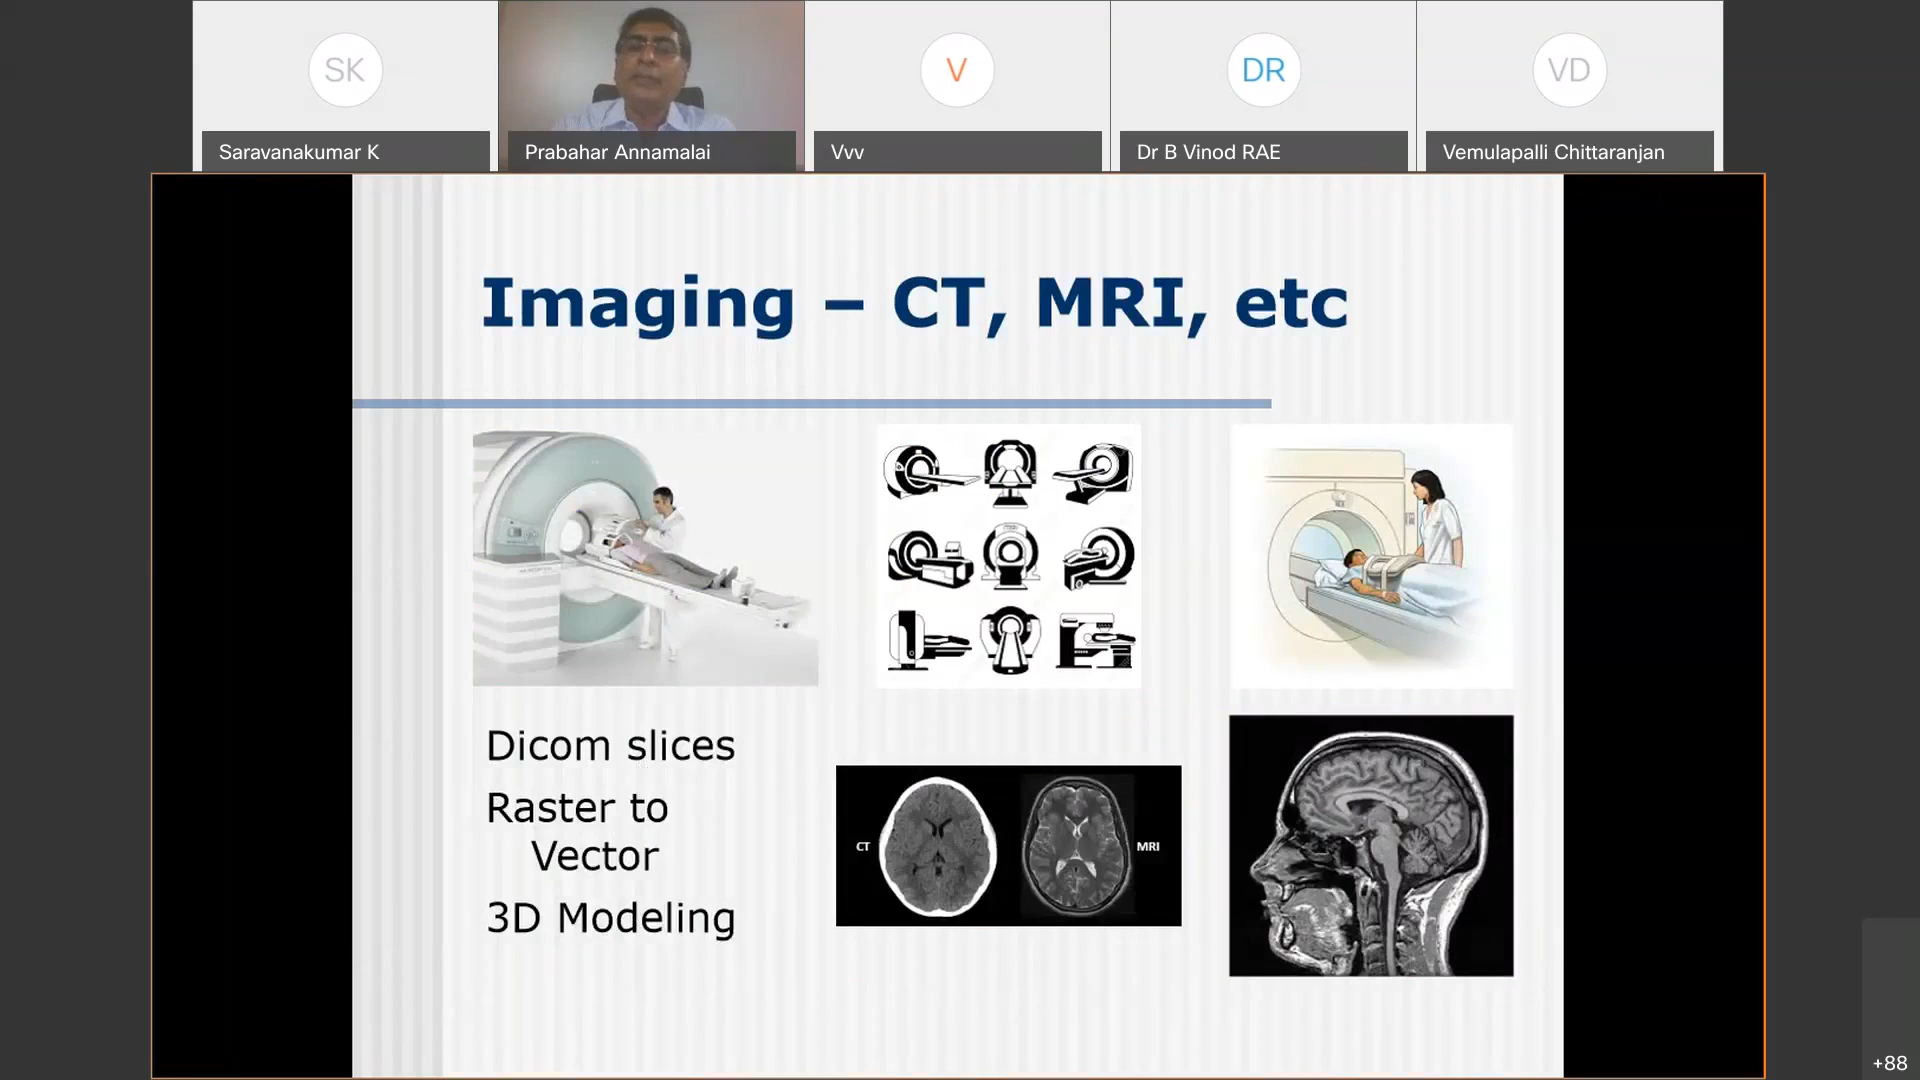 SK
V
DR
VD
Saravanakumar K
Prabahar Annamalai
Vvv
Dr B Vinod RAE
Vemulapalli Chittaranjan
Imaging – CT, MRI, etc
Dicom slices
Raster to
Vector
3D Modeling
CT
MRI
+88